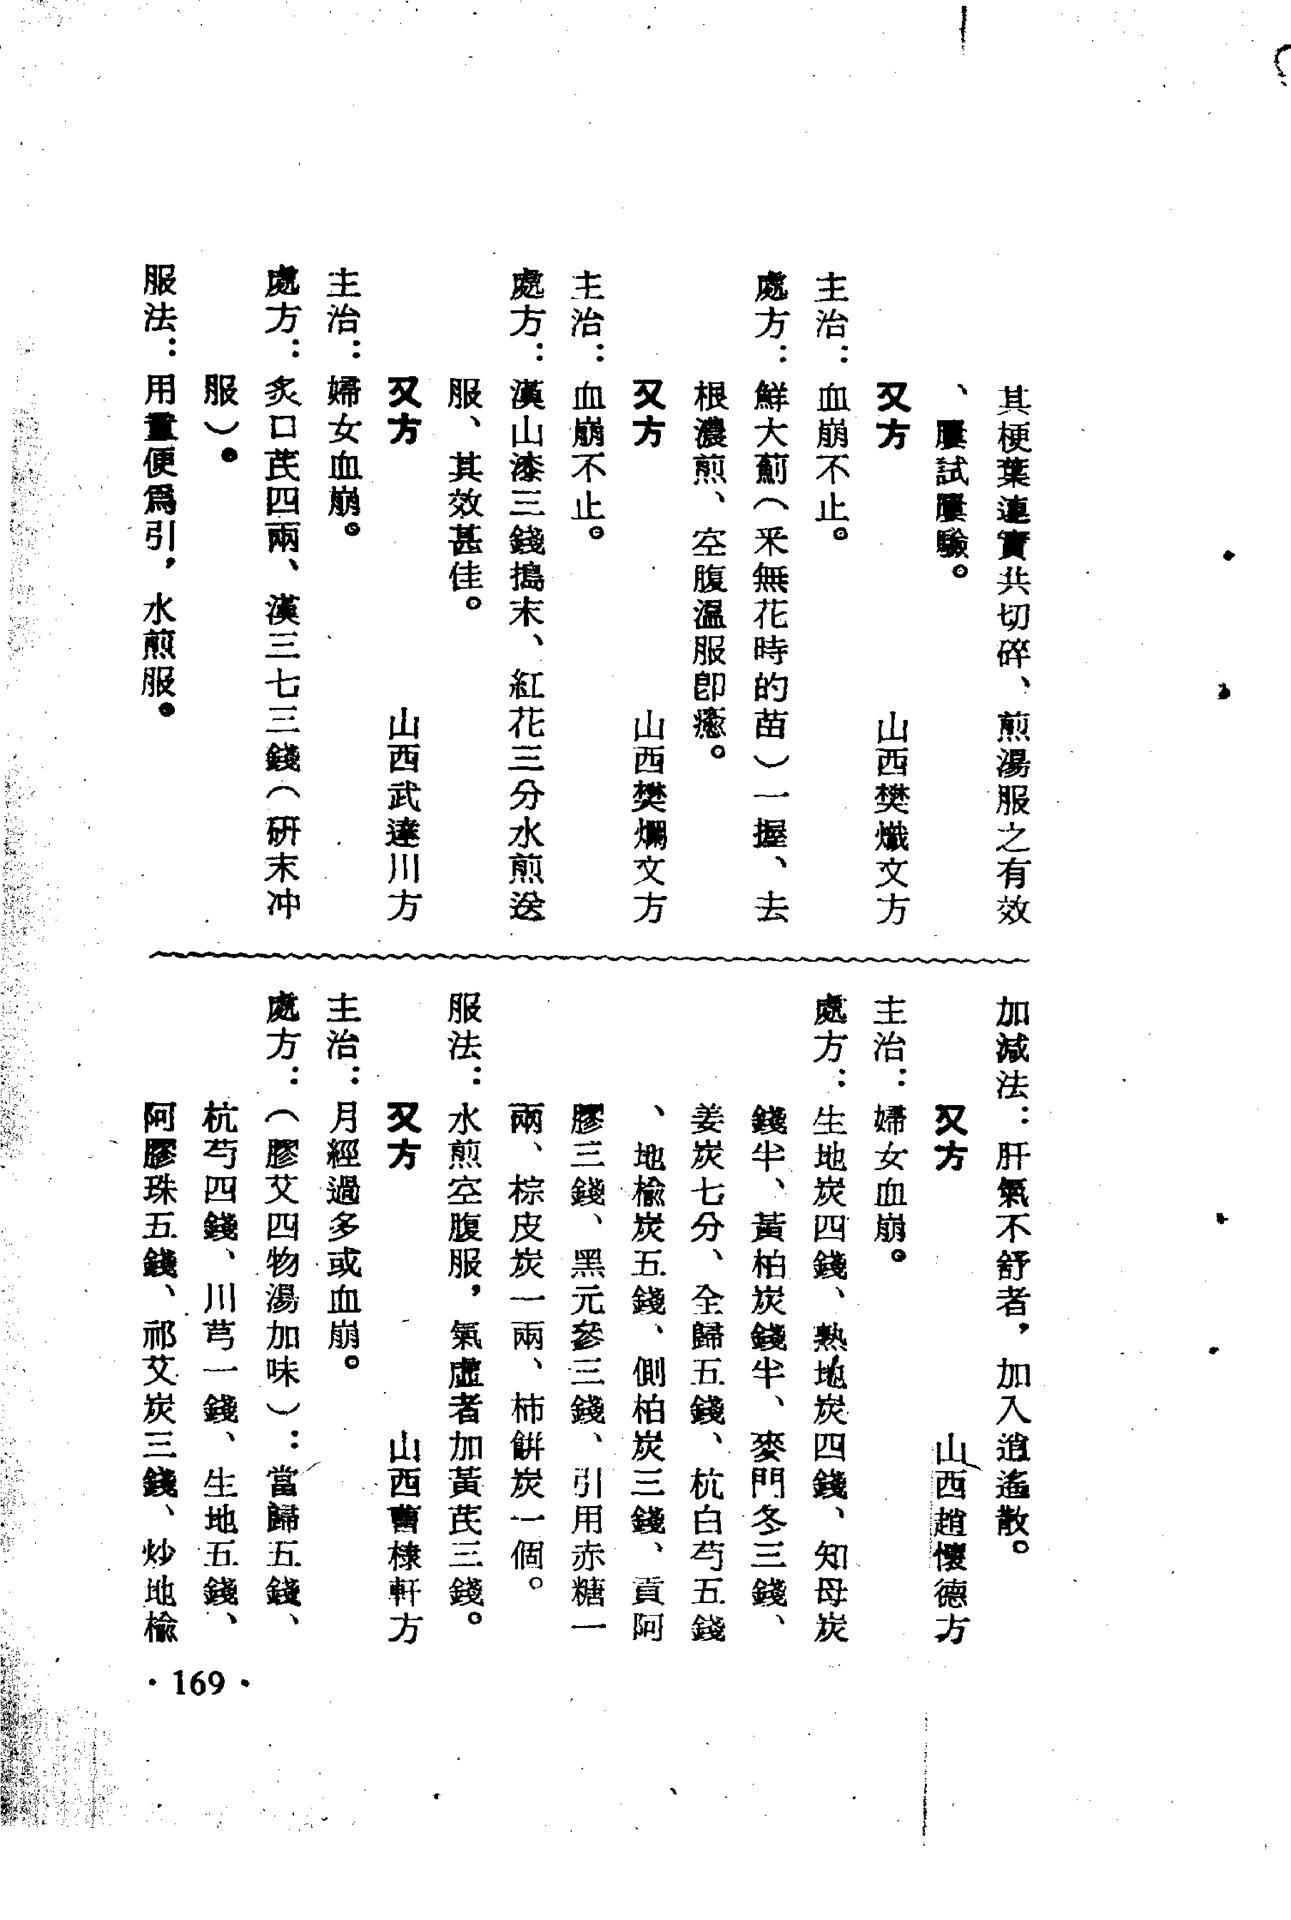 其梗葉連實共切碎、煎湯服之有效
、屢試屢驗。
又方　山西樊熾文方
主治：血崩不止。
處方：鮮大薊（釆無花時的苗）一握、去
根濃煎、空腹溫服卽癒。
又方　山西樊爛文方
主治：血崩不止。
處方：漢山漆三錢搗末、紅花三分水煎送
服、其效甚佳。
又方　山西武達川方
主治：婦女血崩。
處方：炙口芪四兩、漢三七三錢（研末冲
服）。
服法：用童便爲引，水煎服。
加減法：肝氣不舒者，加入逍遙散。
又方　山西趙懷德方
主治：婦女血崩。
處方：生地炭四錢、熟地炭四錢、知母炭
錢半、黃柏炭錢半、麥門冬三錢、
姜炭七分、全歸五錢、杭白芍五錢
、地楡炭五錢、側柏炭三錢、貢阿
膠三錢、黑元參三錢、引用赤糖一
兩、棕皮炭一兩、柿餅炭一個。
服法：水煎空腹服，氣虛者加黃芪三錢。
又方　山西曹棣軒方
主治：月經過多或血崩。
處方：（膠艾四物湯加味）：當歸五錢、
杭芍四錢、川芎一錢、生地五錢、
阿膠珠五錢、祁艾炭三錢、炒地楡
·169·